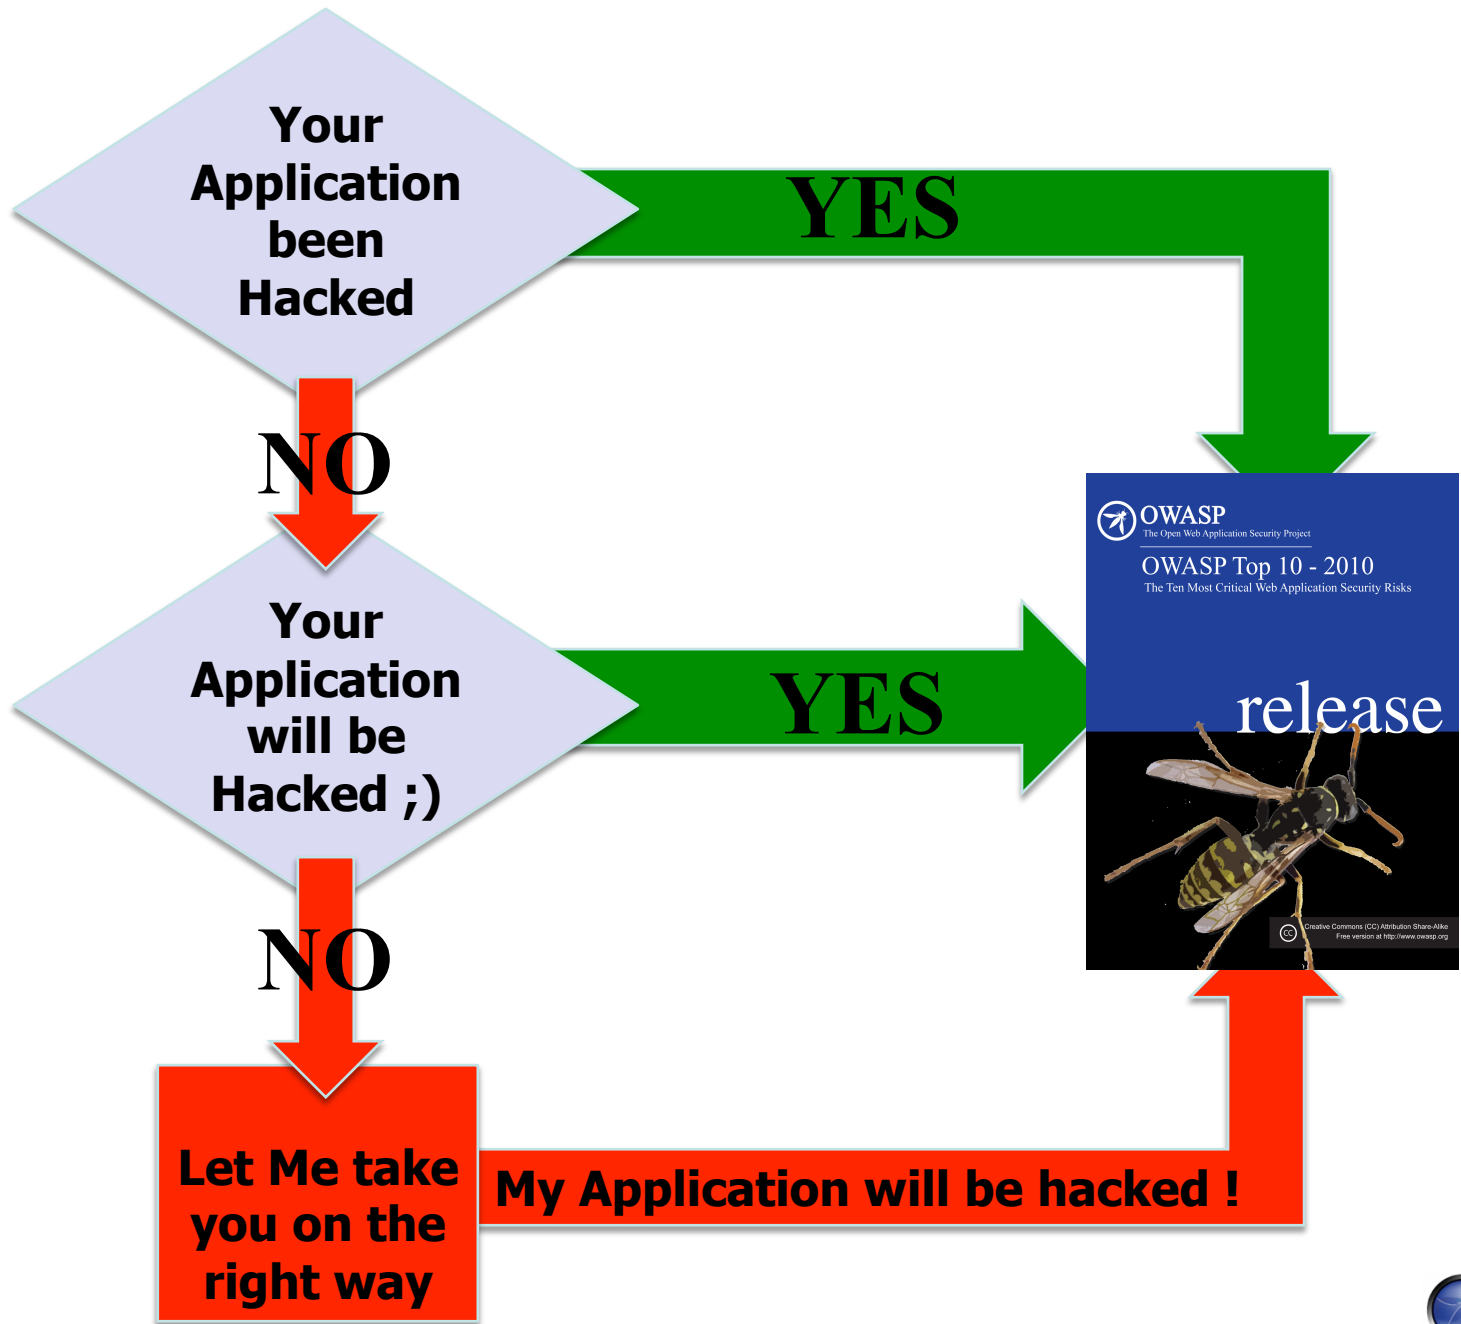 Your
Application
been
Hacked
YES
NO
OWASP
The Open Web Application Security Project
OWASP Top 10 - 2010
The Ten Most Critical Web Application Security Risks
release
Creative Commons (CC) Attribution Share-Alike
Free version at http://www.owasp.org
Your
Application
will be
Hacked ;)
YES
NO
Let Me take
you on the
right way
My Application will be hacked !